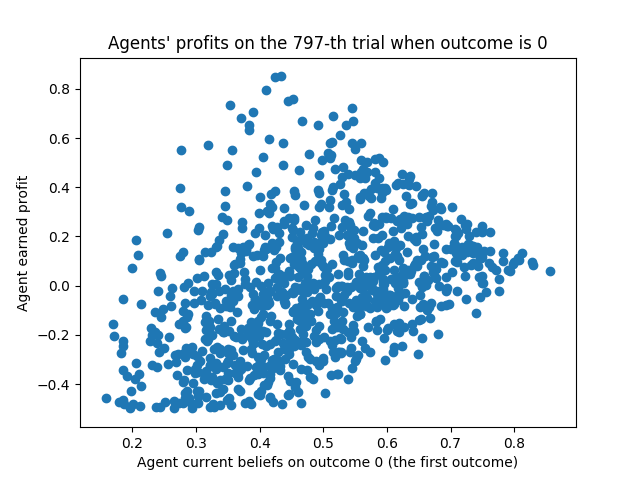 Agents' profits on the 797-th trial when outcome is 0
Agent earned profit
0.8
0.6
0.4
0.2
0.0
−0.2
−0.4
0.2 0.3 0.4 0.5 0.6 0.7 0.8
Agent current beliefs on outcome 0 (the first outcome)